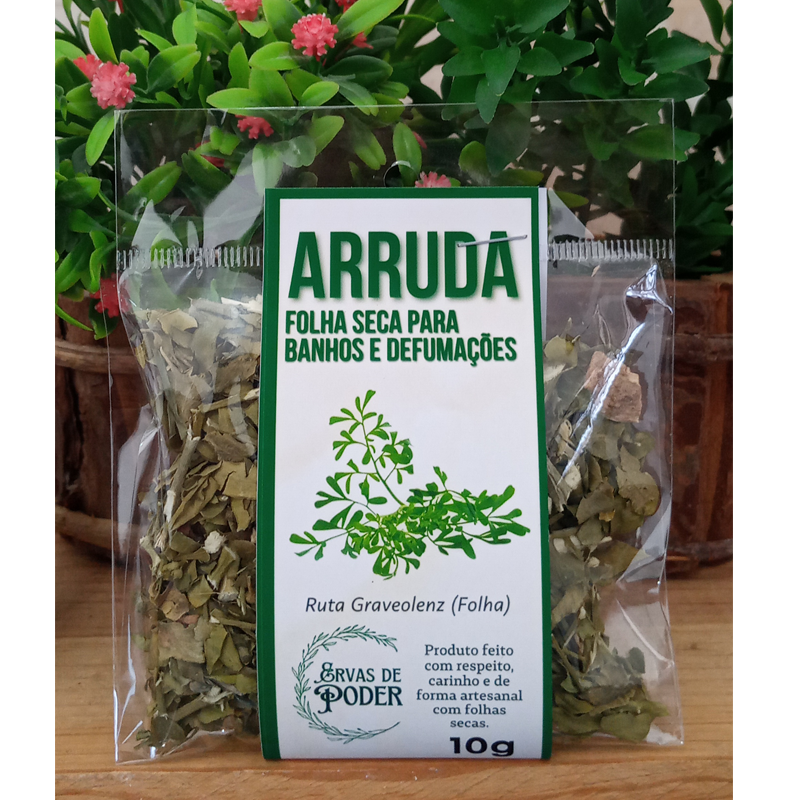 ARRUDA
FOLHA SECA PARA
BANHOS E DEFUMAÇÕES
Ruta Graveolenz (Folha)
ERVAS DE
PODER
Produto feito
com respeito,
carinho e de
forma artesanal
com folhas
secas.
10g